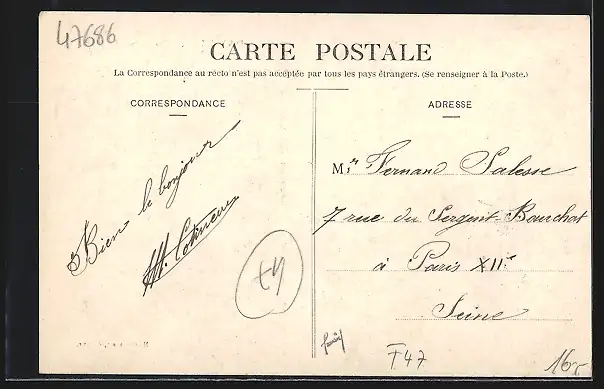 47686
CARTE POSTALE
La Correspondance au recto n'est pas acceptée par tous les pays étrangers. (Se renseigner à la Poste.)
CORRESPONDANCE
Bien le bonjour
ADRESSE
Mr Fernand Salesse
7 rue du Sergent-Bauchat
à Paris XIIe
Seine
F47
16